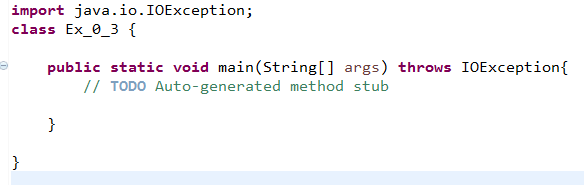 import java.io.IOException;
class Ex_0_3 {
public static void main(String[] args) throws IOException{
// TODO Auto-generated method stub
}
}